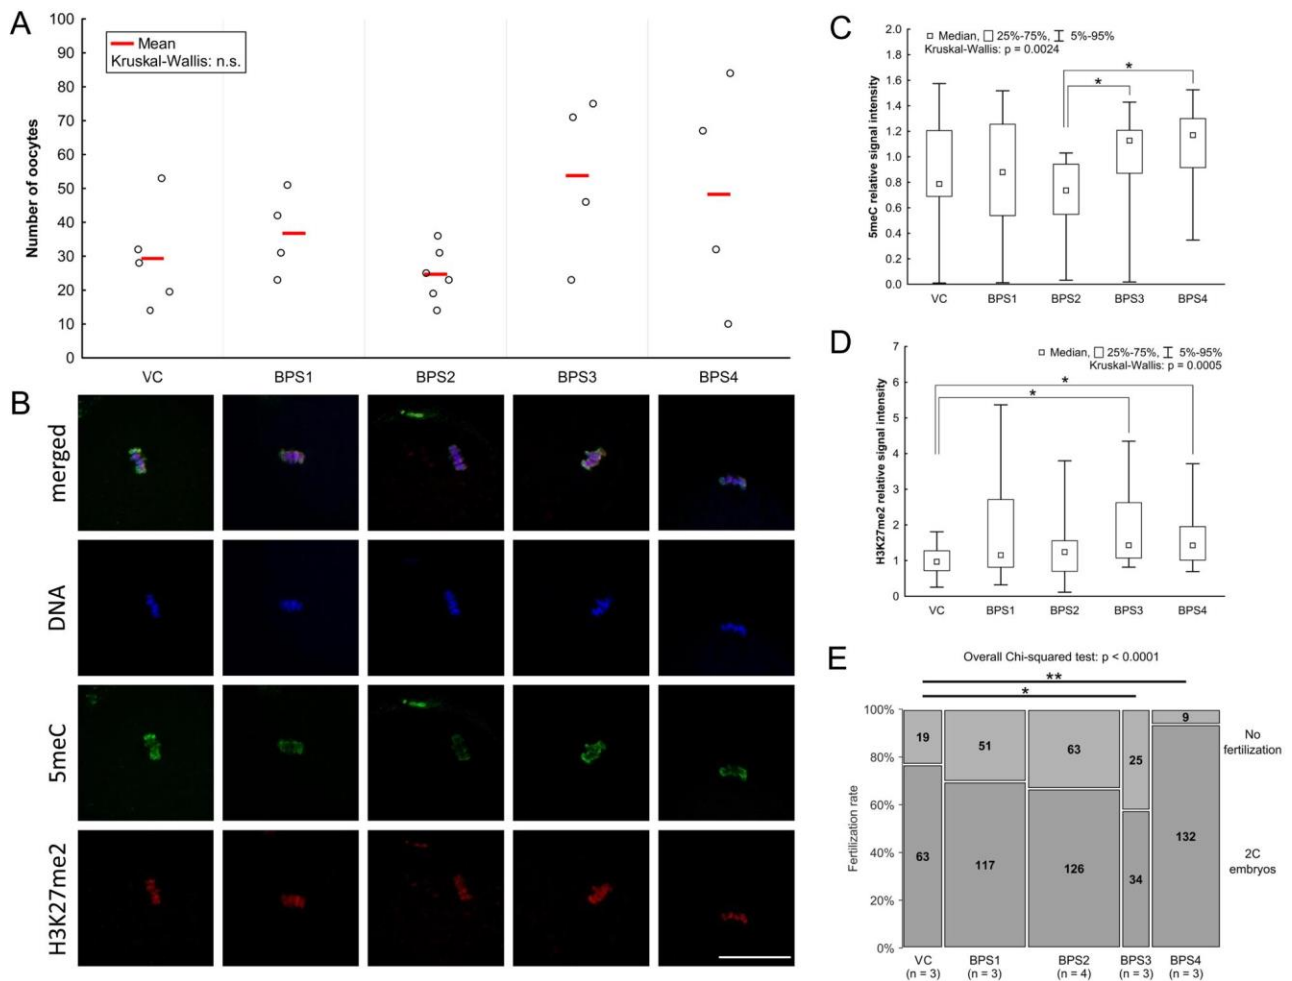 A
100
90
80
70
60
50
40
30
20
10
0
Number of oocytes
Mean
Kruskal-Wallis: n.s.
VC BPS1 BPS2 BPS3 BPS4
B
merged
DNA
5meC
H3K27me2
C
2.0
1.8
1.6
1.4
1.2
1.0
0.8
0.6
0.4
0.2
0.0
5meC relative signal intensity
Median, 25%-75%, 5%-95%
Kruskal-Wallis: p = 0.0024
*
*
VC BPS1 BPS2 BPS3 BPS4
D
7
6
5
4
3
2
1
0
H3K27me2 relative signal intensity
Median, 25%-75%, 5%-95%
Kruskal-Wallis: p = 0.0005
*
*
VC BPS1 BPS2 BPS3 BPS4
E
Overall Chi-squared test: p < 0.0001
**
*
100%
80%
60%
40%
20%
0%
Fertilization rate
19 51 63 25 9
63 117 126 34 132
No
fertilization
2C
embryos
VC BPS1 BPS2 BPS3 BPS4
(n = 3) (n = 3) (n = 4) (n = 3) (n = 3)